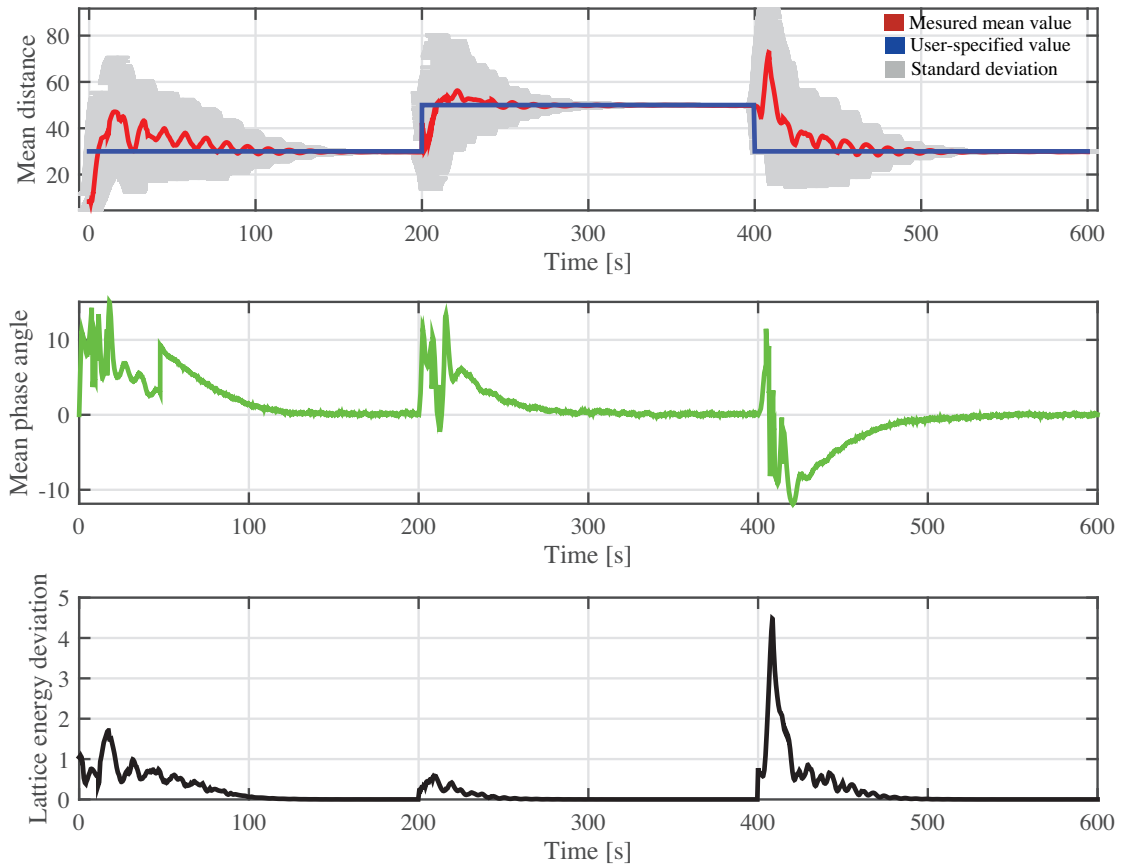 Mean distance
80
60
40
20
Mesured mean value
User-specified value
Standard deviation
0 100 200 300 400 500 600
Time [s]
Mean phase angle
10
0
-10
0 100 200 300 400 500 600
Time [s]
Lattice energy deviation
5
4
3
2
1
0
0 100 200 300 400 500 600
Time [s]